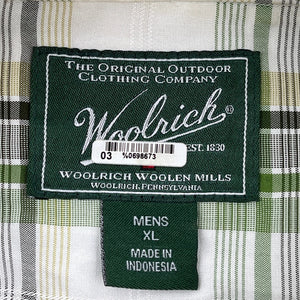 THE ORIGINAL OUTDOOR
CLOTHING COMPANY
Woolrich®
EST. 1830
03 %0698673
WOOLRICH WOOLEN MILLS
WOOLRICH, PENNSYLVANIA.
MENS
XL
MADE IN
INDONESIA